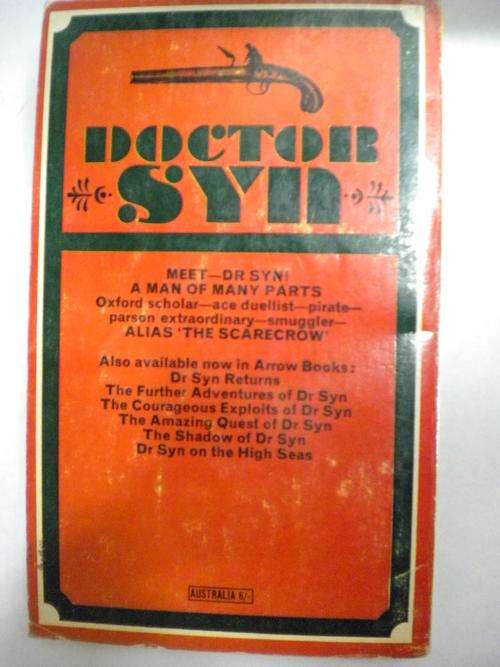 DOCTOR
SYN
MEET—DR SYN!
A MAN OF MANY PARTS
Oxford scholar—ace duellist—pirate—
parson extraordinary—smuggler—
ALIAS 'THE SCARECROW'
Also available now in Arrow Books:
Dr Syn Returns
The Further Adventures of Dr Syn
The Courageous Exploits of Dr Syn
The Amazing Quest of Dr Syn
The Shadow of Dr Syn
Dr Syn on the High Seas
AUSTRALIA 6/-